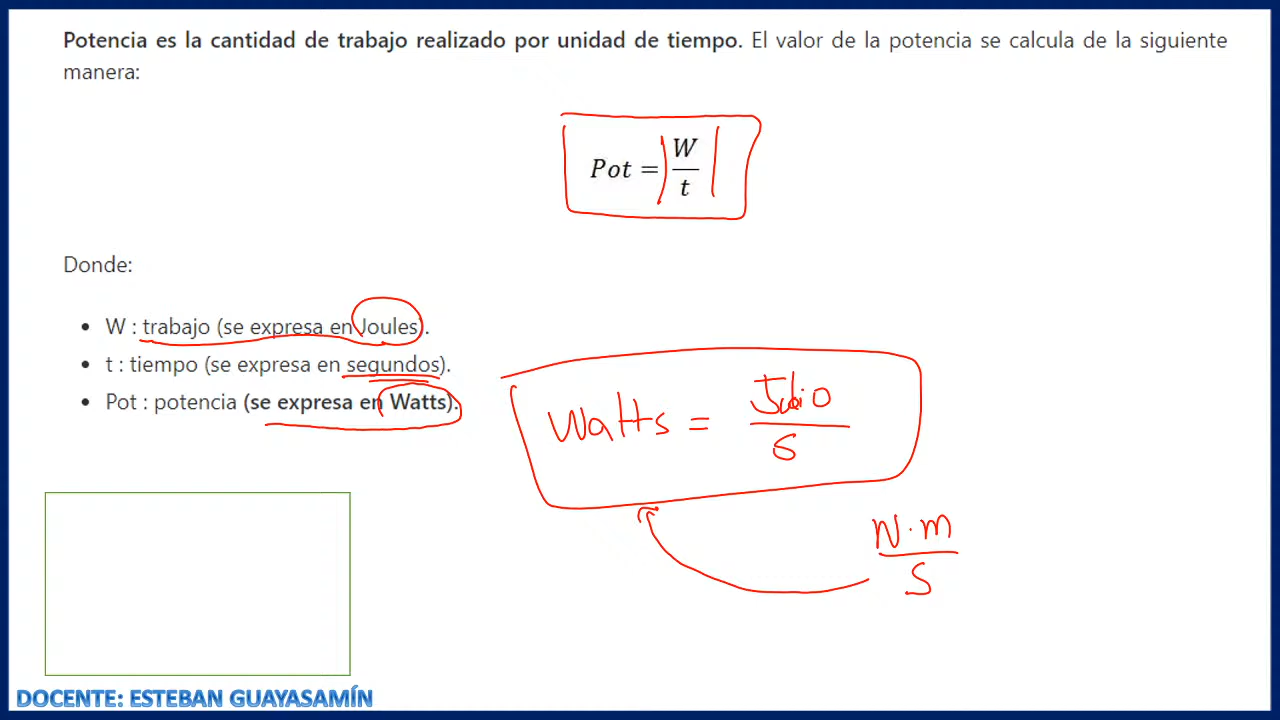 Potencia es la cantidad de trabajo realizado por unidad de tiempo. El valor de la potencia se calcula de la siguiente
manera:
Pot = |W/t|
Donde:
• W : trabajo (se expresa en Joules).
• t : tiempo (se expresa en segundos).
• Pot : potencia (se expresa en Watts).
Watts = Julio/s
N·m/s
DOCENTE: ESTEBAN GUAYASAMÍN